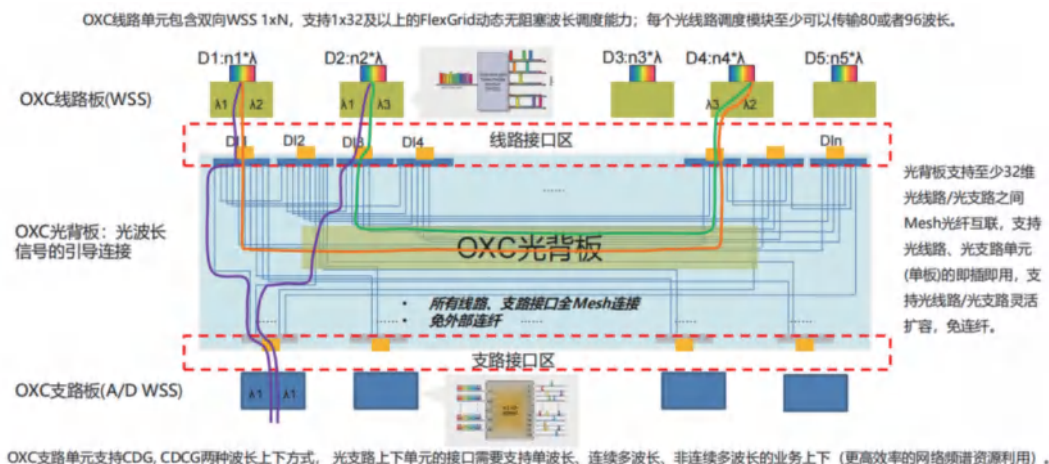 OXC线路单元包含双向WSS 1xN，支持1x32及以上的FlexGrid动态无阻塞波长调度能力；每个光线路调度模块至少可以传输80或者96波长。
D1:n1*λ
D2:n2*λ
D3:n3*λ
D4:n4*λ
D5:n5*λ
OXC线路板(WSS)
λ1
λ2
λ1
λ3
λ3
λ2
线路接口区
DI1
DI2
DI3
DI4
DIn
……
OXC光背板：光波长
信号的引导连接
OXC光背板
• 所有线路、支路接口全Mesh连接
• 免外部连纤
光背板支持至少32维
光线路/光支路之间
Mesh光纤互联，支持
光线路、光支路单元
(单板)的即插即用，支
持光线路/光支路灵活
扩容，免连纤。
……
……
……
……
支路接口区
OXC支路板(A/D WSS)
λ1
λ1
OXC支路单元支持CDG, CDCG两种波长上下方式， 光支路上下单元的接口需要支持单波长、连续多波长、非连续多波长的业务上下（更高效率的网络频谱资源利用）。